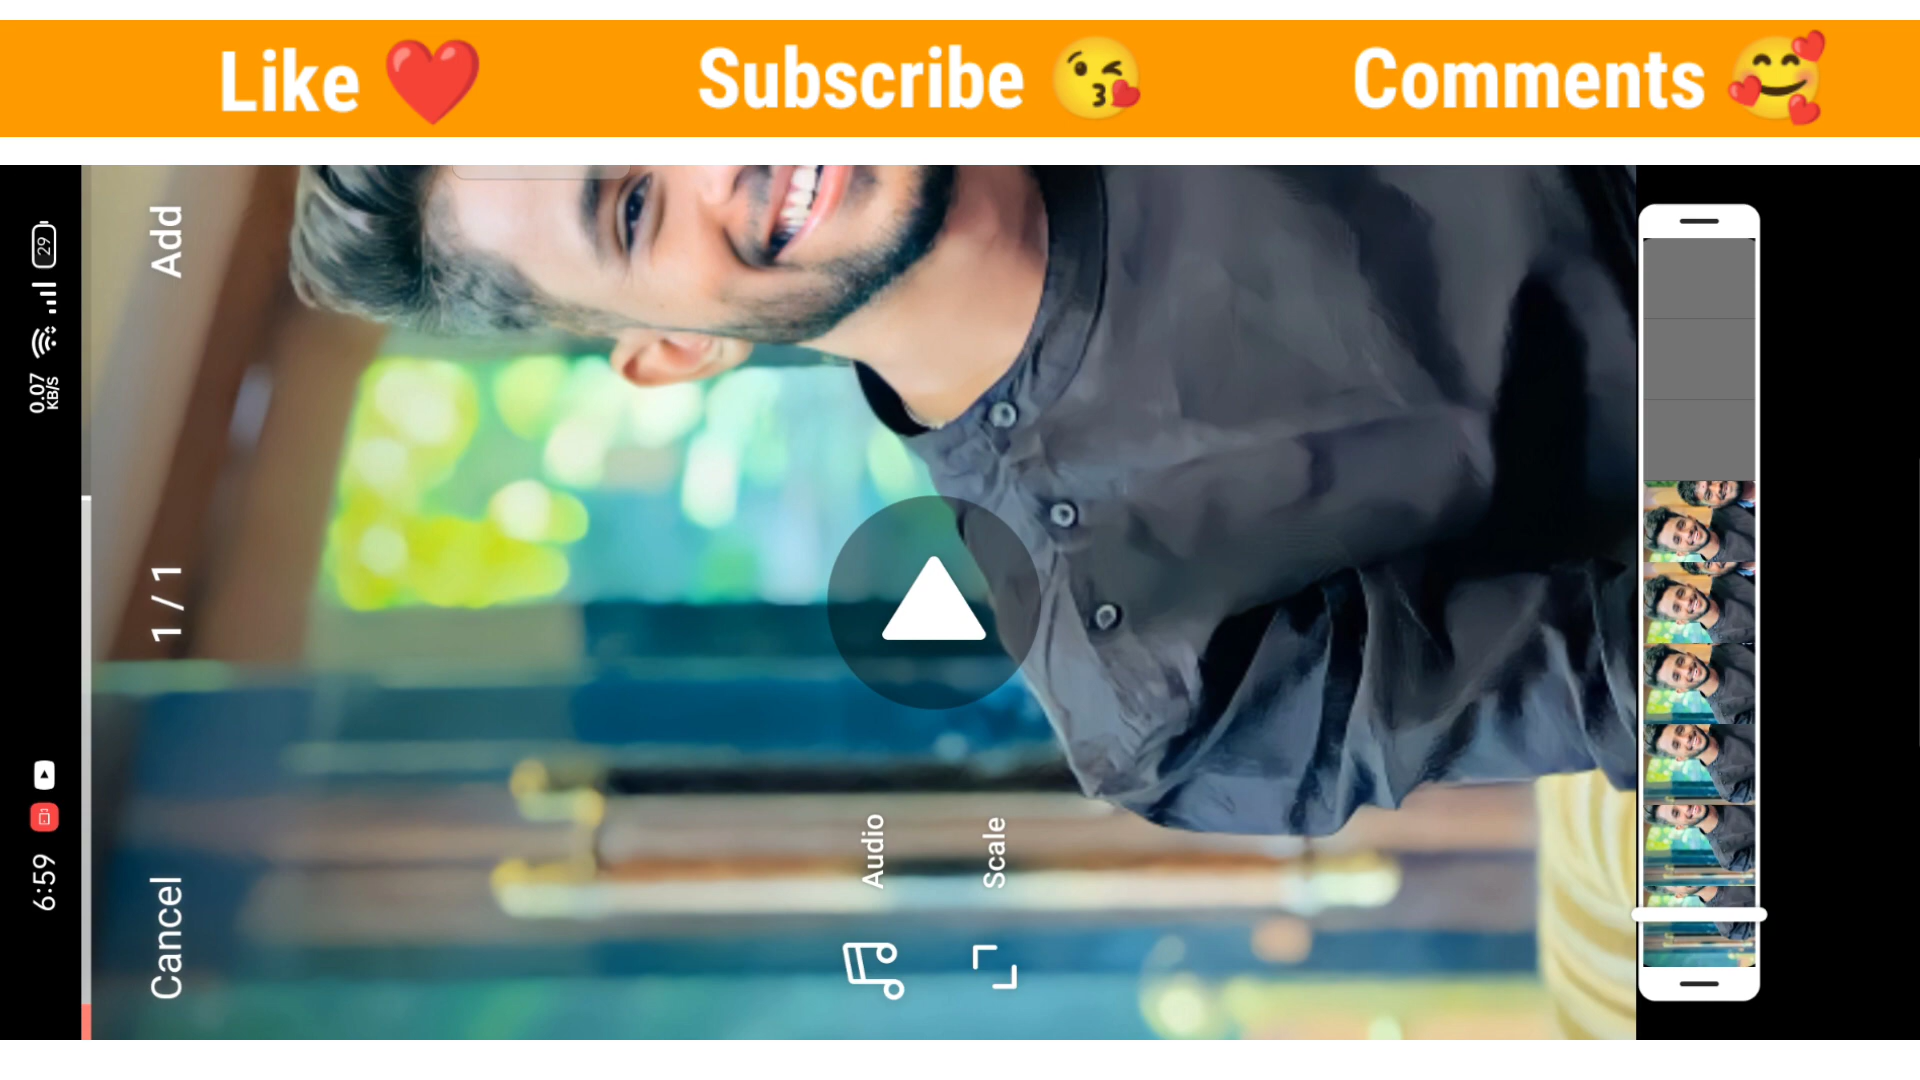 Like ❤️ Subscribe 😘 Comments 🥰
6:59
0.07
KB/S
29
Cancel
1 / 1
Add
Audio
Scale